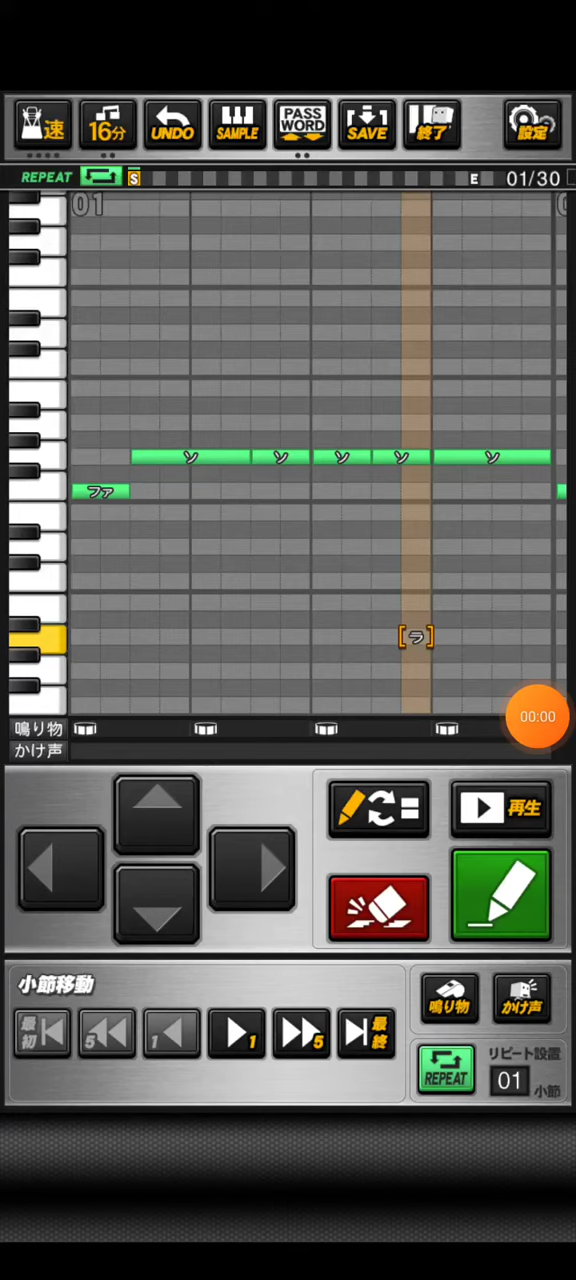 速 16分 UNDO SAMPLE PASS WORD SAVE 終了 設定
REPEAT S E 01/30
01
ソ ソ ソ ソ ソ
ファ
[ラ]
00:00
鳴り物
かけ声
再生
小節移動
最初 5 1 1 5 最終
鳴り物 かけ声
REPEAT リピート設置 01 小節